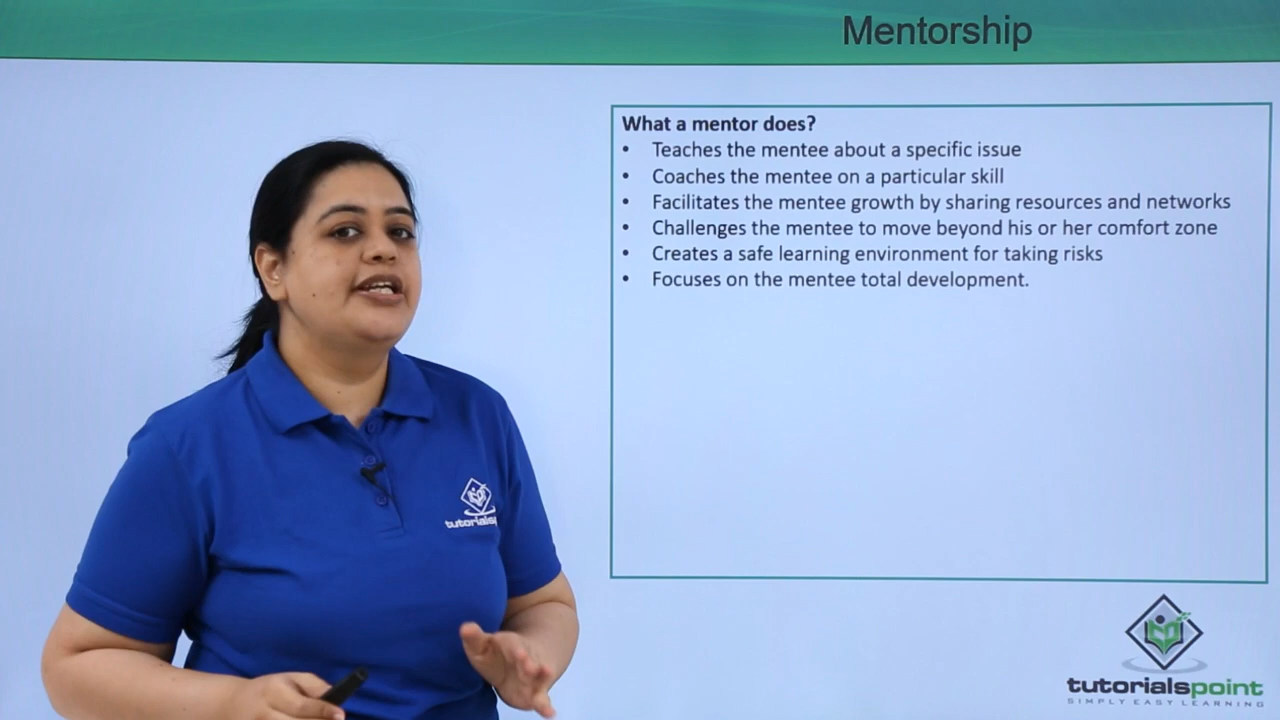 Mentorship
What a mentor does?
• Teaches the mentee about a specific issue
• Coaches the mentee on a particular skill
• Facilitates the mentee growth by sharing resources and networks
• Challenges the mentee to move beyond his or her comfort zone
• Creates a safe learning environment for taking risks
• Focuses on the mentee total development.
tutorialsp
tutorialspoint
SIMPLY EASY LEARNING